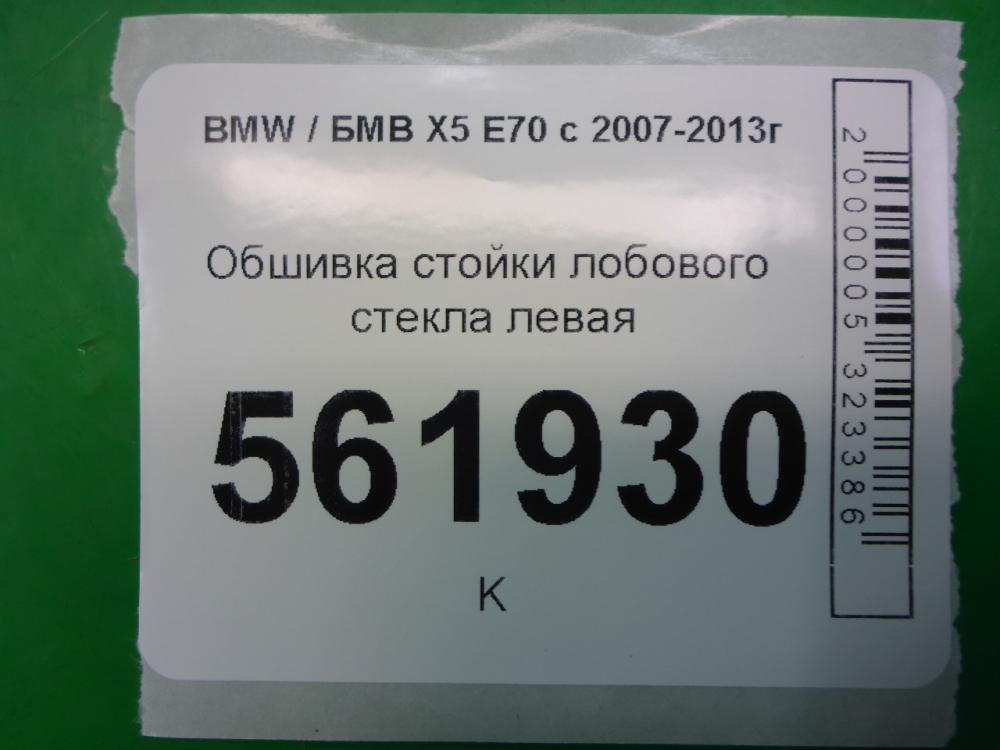 BMW / БМВ X5 E70 с 2007-2013г
Обшивка стойки лобового
стекла левая
561930
К
2000005323386